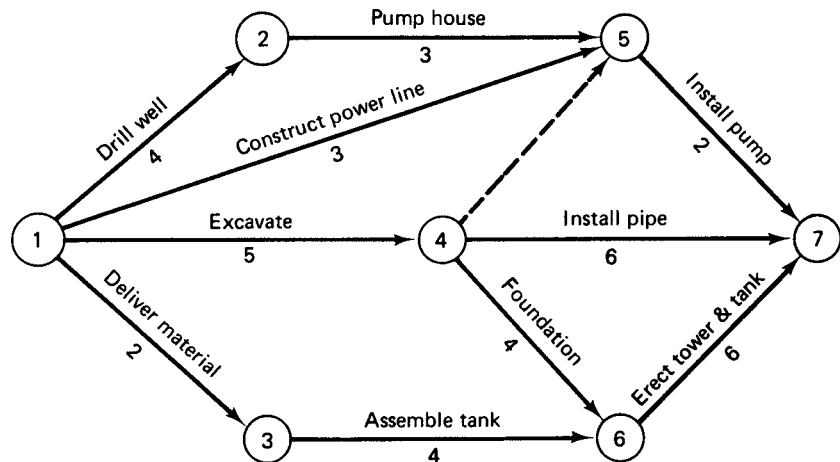 Pump house
2
5
3
Drill well
4
Construct power line
3
Install pump
2
Excavate
Install pipe
1
4
7
5
6
Deliver material
2
Foundation
4
Erect tower & tank
6
Assemble tank
3
6
4